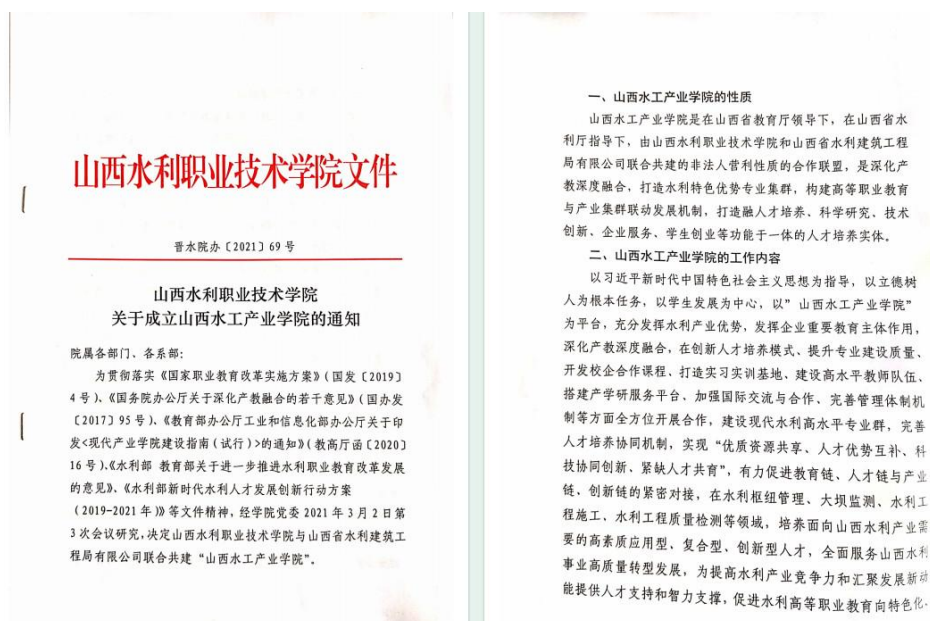 山西水利职业技术学院文件
晋水院办〔2021〕69 号
山西水利职业技术学院
关于成立山西水工产业学院的通知
院属各部门、各系部:
为贯彻落实《国家职业教育改革实施方案》(国发〔2019〕
4 号)、《国务院办公厅关于深化产教融合的若干意见》(国办发
〔2017〕95 号)、《教育部办公厅工业和信息化部办公厅关于印
发<现代产业学院建设指南(试行)>的通知》(教高厅函〔2020〕
16 号)、《水利部 教育部关于进一步推进水利职业教育改革发展
的意见》、《水利部新时代水利人才发展创新行动方案
(2019-2021 年)》等文件精神,经学院党委 2021 年 3 月 2 日第
3 次会议研究,决定山西水利职业技术学院与山西省水利建筑工
程局有限公司联合共建“山西水工产业学院”。
一、山西水工产业学院的性质
山西水工产业学院是在山西省教育厅领导下,在山西省水
利厅指导下,由山西水利职业技术学院和山西省水利建筑工程
局有限公司联合共建的非法人营利性质的合作联盟,是深化产
教深度融合,打造水利特色优势专业集群,构建高等职业教育
与产业集群联动发展机制,打造融人才培养、科学研究、技术
创新、企业服务、学生创业等功能于一体的人才培养实体。
二、山西水工产业学院的工作内容
以习近平新时代中国特色社会主义思想为指导,以立德树
人为根本任务,以学生发展为中心,以”山西水工产业学院”
为平台,充分发挥水利产业优势,发挥企业重要教育主体作用,
深化产教深度融合,在创新人才培养模式、提升专业建设质量、
开发校企合作课程、打造实习实训基地、建设高水平教师队伍、
搭建产学研服务平台、加强国际交流与合作、完善管理体制机
制等方面全方位开展合作,建设现代水利高水平专业群,完善
人才培养协同机制,实现“优质资源共享、人才优势互补、科
技协同创新、紧缺人才共育”,有力促进教育链、人才链与产业
链、创新链的紧密对接,在水利枢纽管理、大坝监测、水利工
程施工、水利工程质量检测等领域,培养面向山西水利产业需
要的高素质应用型、复合型、创新型人才,全面服务山西水利
事业高质量转型发展,为提高水利产业竞争力和汇聚发展新动
能提供人才支持和智力支撑,促进水利高等职业教育向特色化、